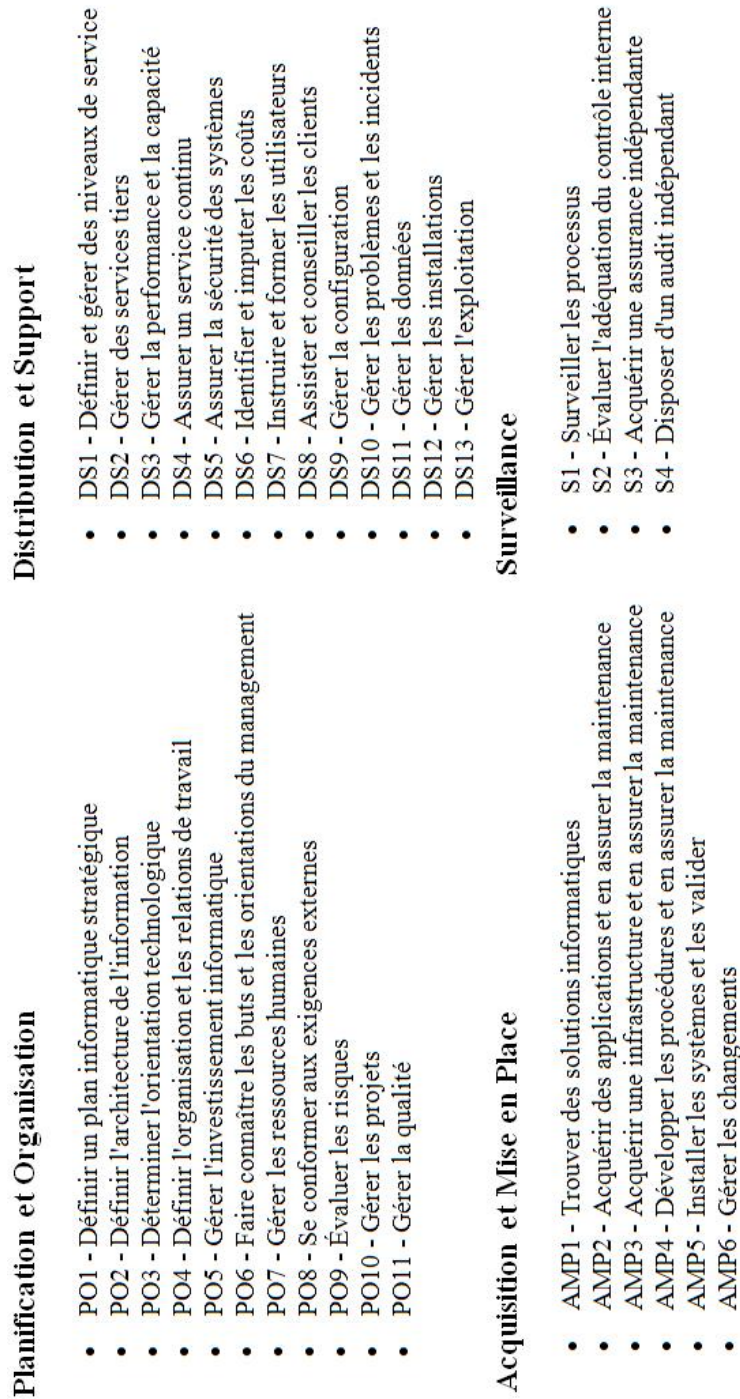 Planification et Organisation
• PO1 - Définir un plan informatique stratégique
• PO2 - Définir l'architecture de l'information
• PO3 - Déterminer l'orientation technologique
• PO4 - Définir l'organisation et les relations de travail
• PO5 - Gérer l'investissement informatique
• PO6 - Faire connaître les buts et les orientations du management
• PO7 - Gérer les ressources humaines
• PO8 - Se conformer aux exigences externes
• PO9 - Évaluer les risques
• PO10 - Gérer les projets
• PO11 - Gérer la qualité
Acquisition et Mise en Place
• AMP1 - Trouver des solutions informatiques
• AMP2 - Acquérir des applications et en assurer la maintenance
• AMP3 - Acquérir une infrastructure et en assurer la maintenance
• AMP4 - Développer les procédures et en assurer la maintenance
• AMP5 - Installer les systèmes et les valider
• AMP6 - Gérer les changements
Distribution et Support
• DS1 - Définir et gérer des niveaux de service
• DS2 - Gérer des services tiers
• DS3 - Gérer la performance et la capacité
• DS4 - Assurer un service continu
• DS5 - Assurer la sécurité des systèmes
• DS6 - Identifier et imputer les coûts
• DS7 - Instruire et former les utilisateurs
• DS8 - Assister et conseiller les clients
• DS9 - Gérer la configuration
• DS10 - Gérer les problèmes et les incidents
• DS11 - Gérer les données
• DS12 - Gérer les installations
• DS13 - Gérer l'exploitation
Surveillance
• S1 - Surveiller les processus
• S2 - Évaluer l'adéquation du contrôle interne
• S3 - Acquérir une assurance indépendante
• S4 - Disposer d'un audit indépendant